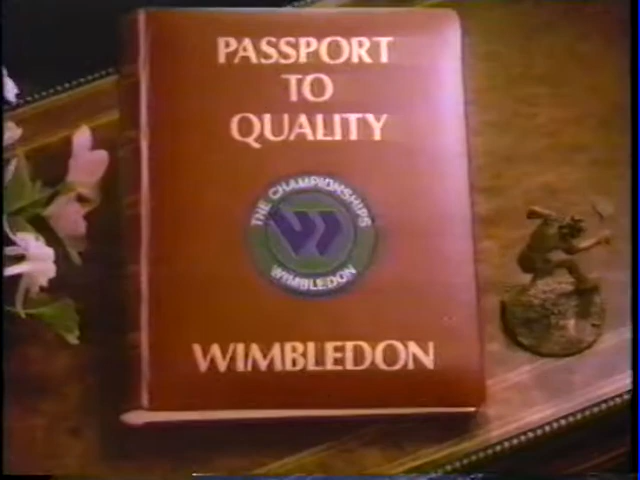 PASSPORT
TO
QUALITY
THE CHAMPIONSHIPS
W
WIMBLEDON
WIMBLEDON